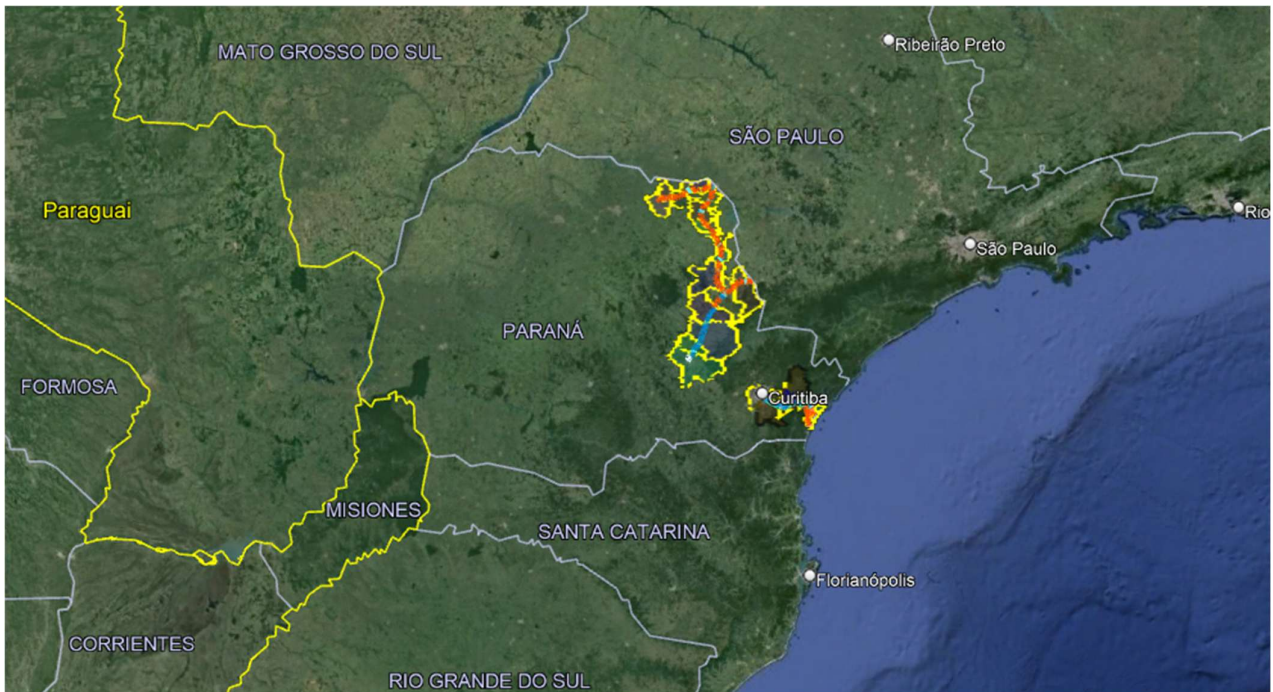 Ribeirão Preto
MATO GROSSO DO SUL
SÃO PAULO
Paraguai
Rio
São Paulo
PARANÁ
FORMOSA
Curitiba
MISIONES
SANTA CATARINA
Florianópolis
CORRIENTES
RIO GRANDE DO SUL